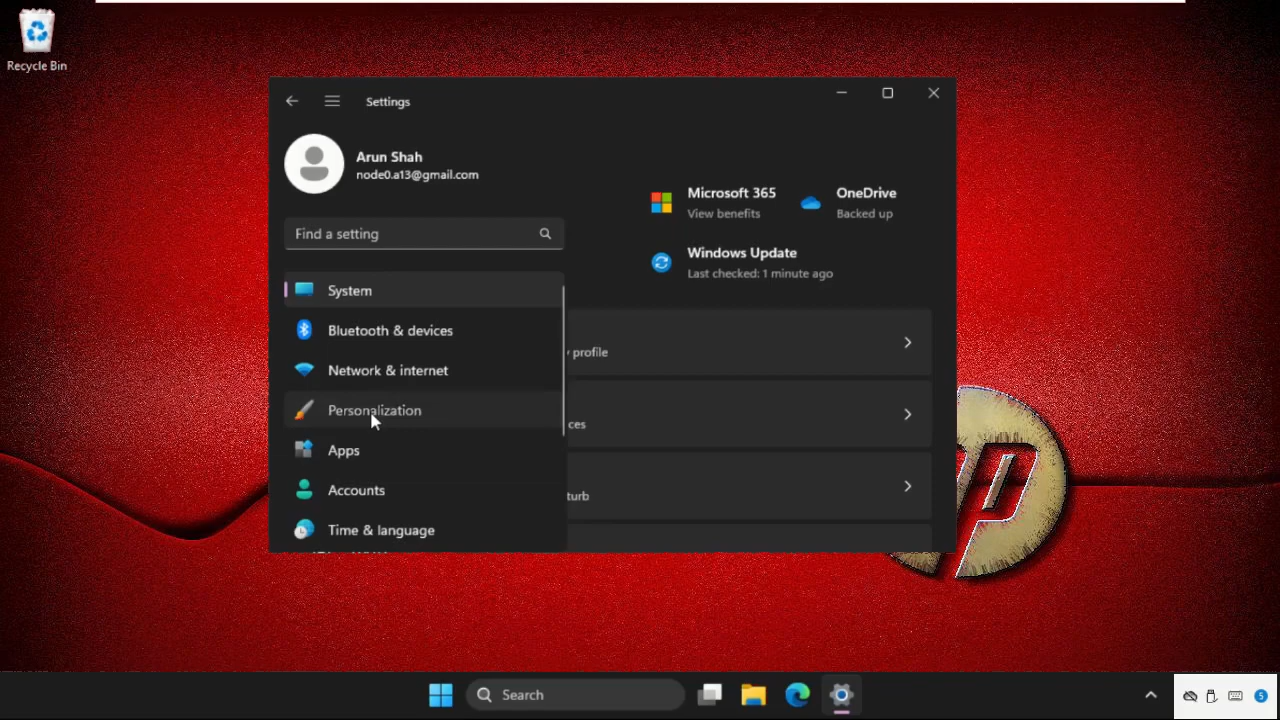 Recycle Bin
Settings
Arun Shah
node0.a13@gmail.com
Find a setting
System
Bluetooth & devices
Network & internet
Personalization
Apps
Accounts
Time & language
Microsoft 365
View benefits
OneDrive
Backed up
Windows Update
Last checked: 1 minute ago
profile
ces
turb
Search
5